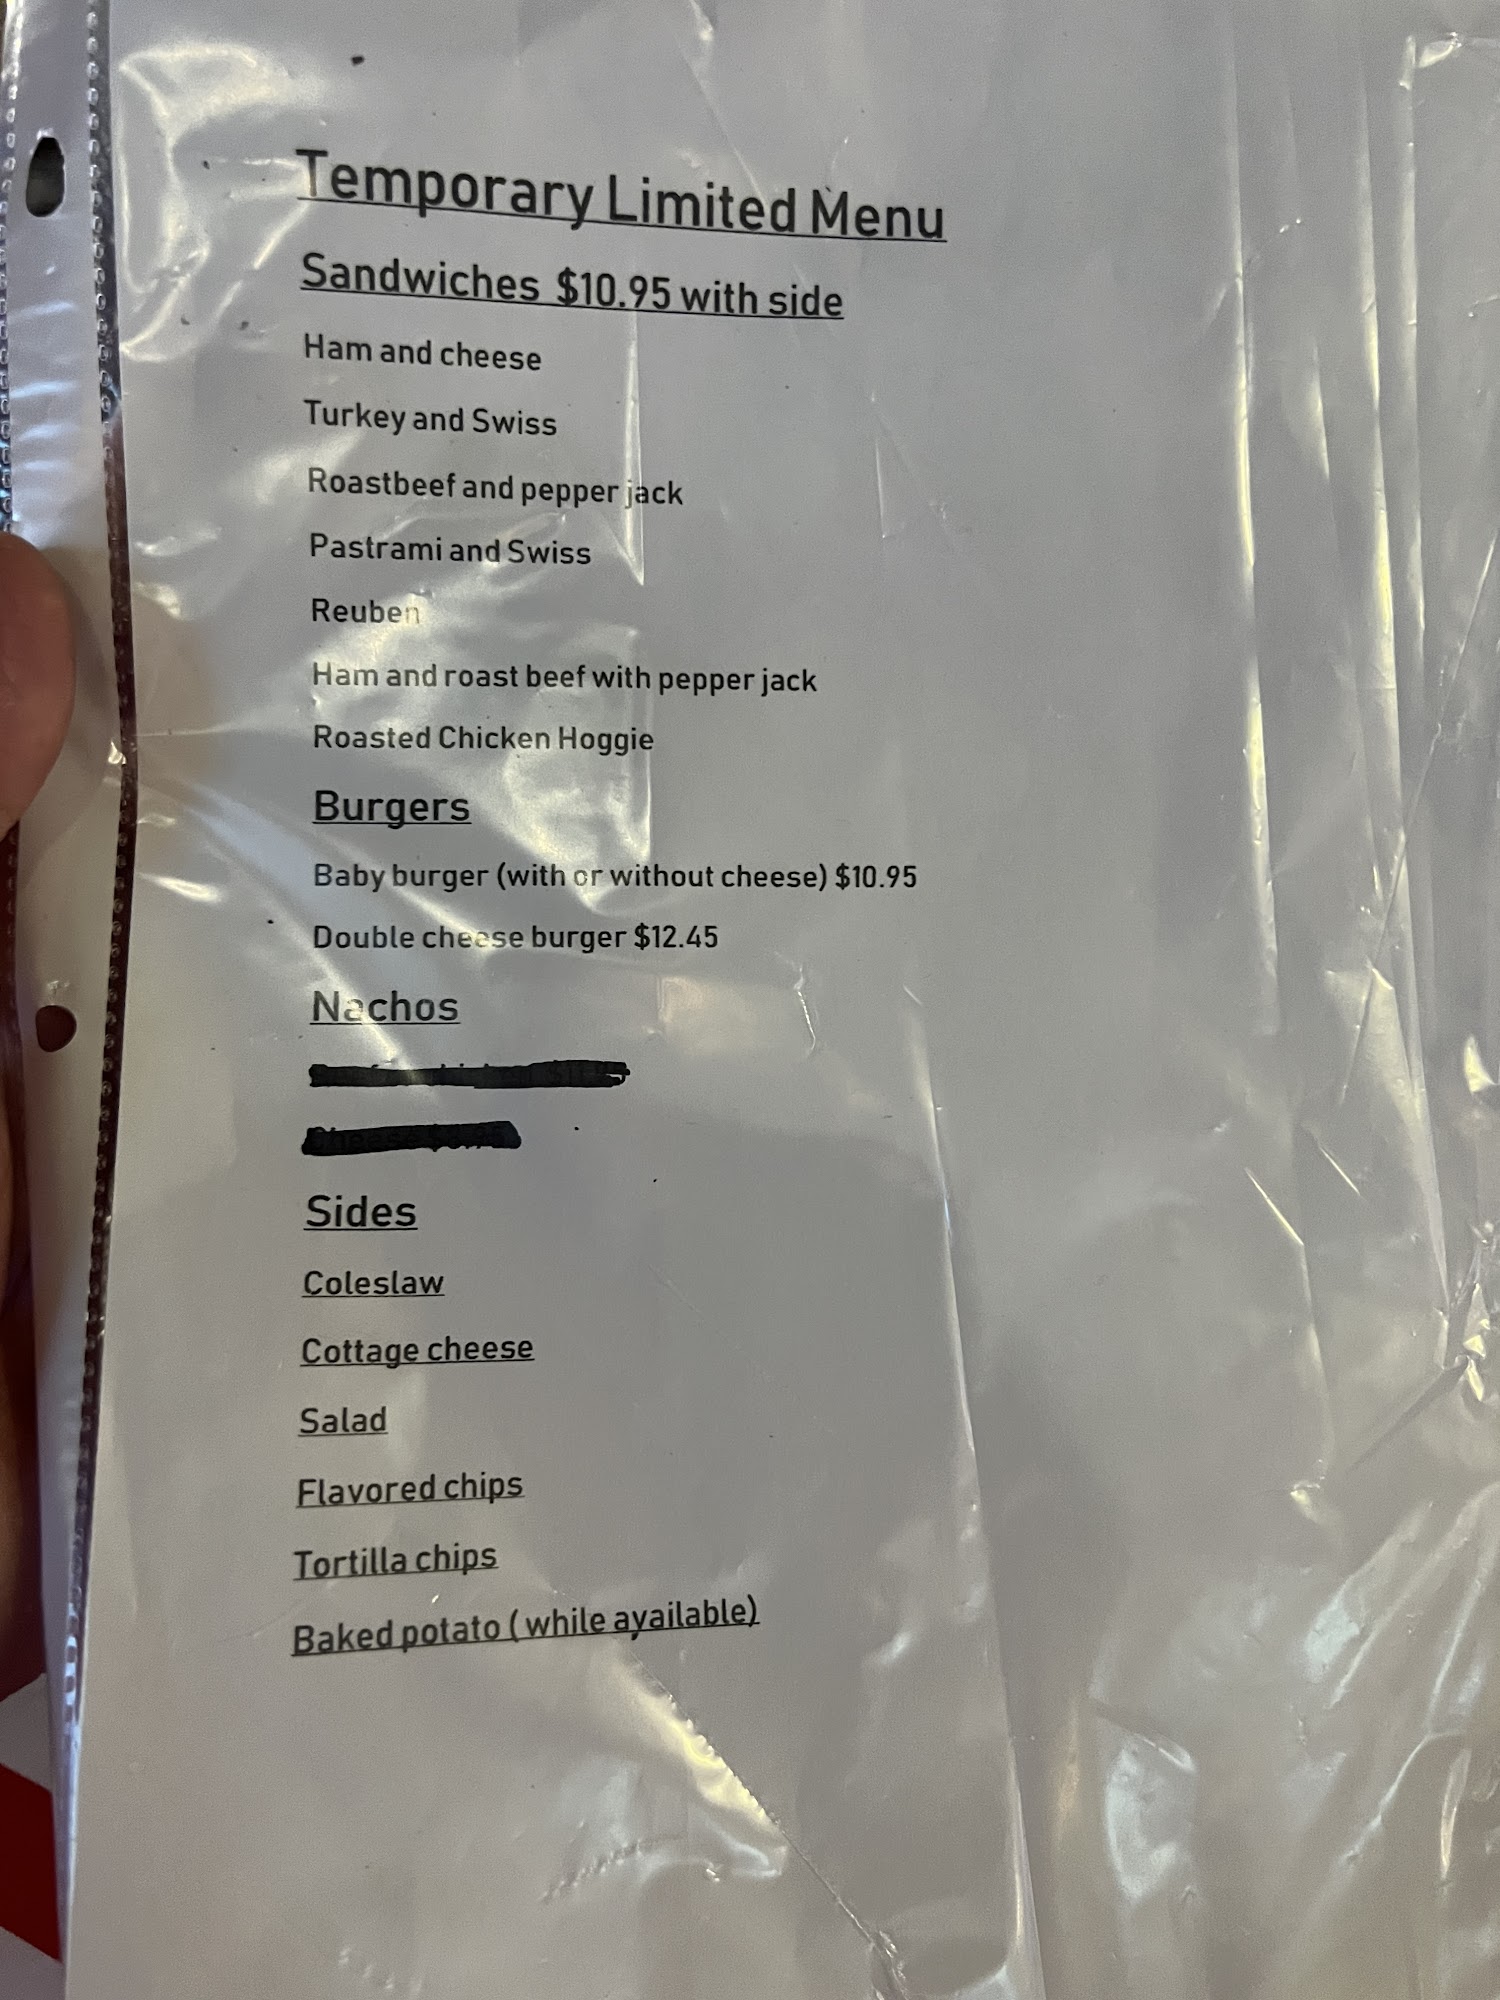 Temporary Limited Menu
Sandwiches $10.95 with side
Ham and cheese
Turkey and Swiss
Roastbeef and pepper jack
Pastrami and Swiss
Reuben
Ham and roast beef with pepper jack
Roasted Chicken Hoggie
Burgers
Baby burger (with or without cheese) $10.95
Double cheese burger $12.45
Nachos
Cheese
Sides
Coleslaw
Cottage cheese
Salad
Flavored chips
Tortilla chips
Baked potato ( while available)